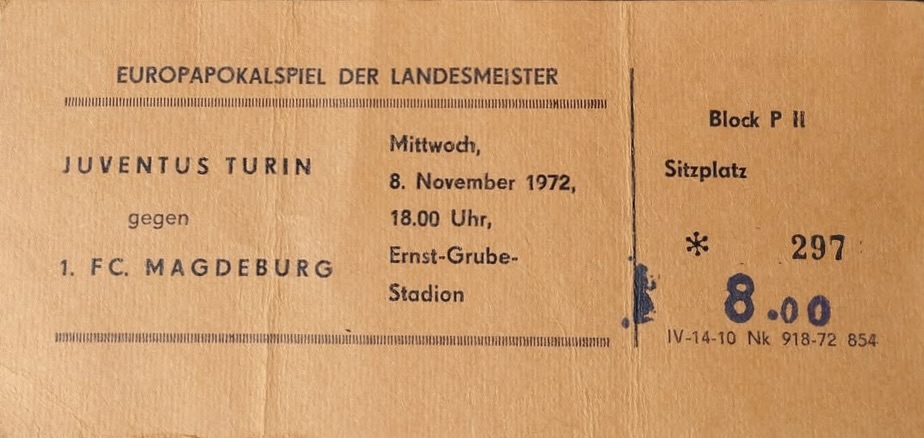 EUROPAPOKALSPIEL DER LANDESMEISTER
JUVENTUS TURIN
gegen
1. FC. MAGDEBURG
Mittwoch,
8. November 1972,
18.00 Uhr,
Ernst-Grube-
Stadion
Block P II
Sitzplatz
* 297
8.00
IV-14-10 Nk 918-72 854